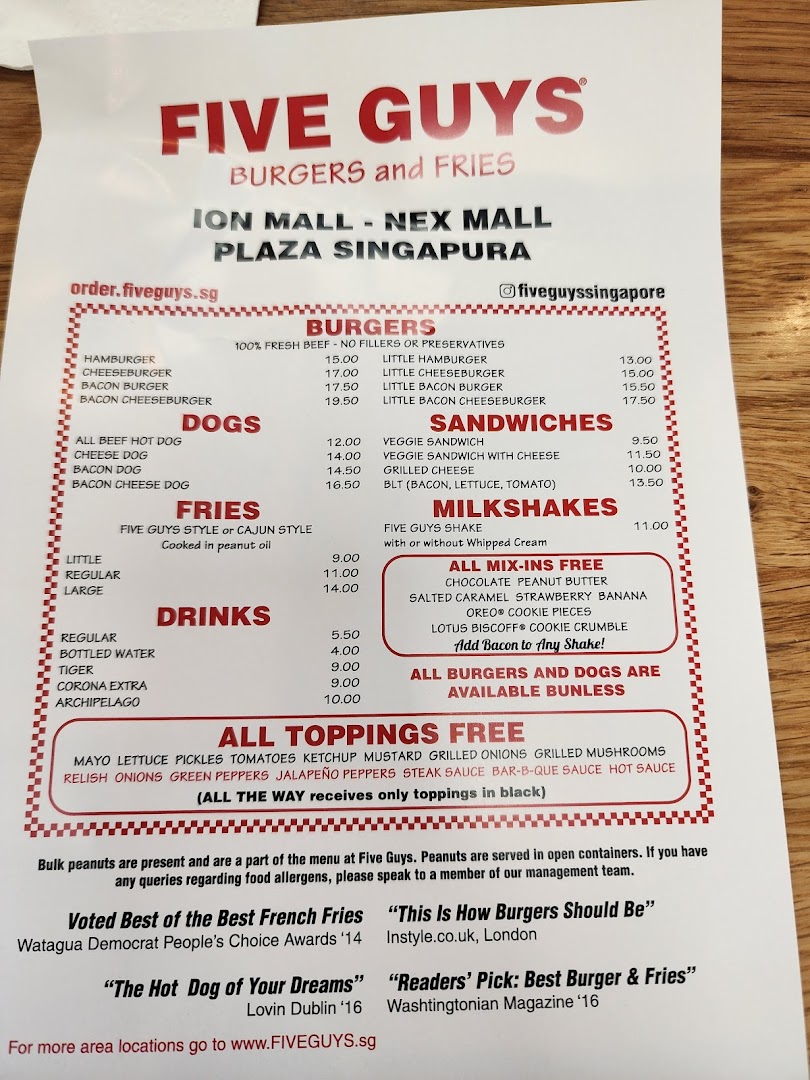 FIVE GUYS®
BURGERS and FRIES
ION MALL - NEX MALL
PLAZA SINGAPURA
order.fiveguys.sg
fiveguyssingapore
BURGERS
100% FRESH BEEF - NO FILLERS OR PRESERVATIVES
HAMBURGER 15.00
CHEESEBURGER 17.00
BACON BURGER 17.50
BACON CHEESEBURGER 19.50
LITTLE HAMBURGER 13.00
LITTLE CHEESEBURGER 15.00
LITTLE BACON BURGER 15.50
LITTLE BACON CHEESEBURGER 17.50
DOGS
ALL BEEF HOT DOG 12.00
CHEESE DOG 14.00
BACON DOG 14.50
BACON CHEESE DOG 16.50
SANDWICHES
VEGGIE SANDWICH 9.50
VEGGIE SANDWICH WITH CHEESE 11.50
GRILLED CHEESE 10.00
BLT (BACON, LETTUCE, TOMATO) 13.50
FRIES
FIVE GUYS STYLE or CAJUN STYLE
Cooked in peanut oil
LITTLE 9.00
REGULAR 11.00
LARGE 14.00
MILKSHAKES
FIVE GUYS SHAKE 11.00
with or without Whipped Cream
ALL MIX-INS FREE
CHOCOLATE PEANUT BUTTER
SALTED CARAMEL STRAWBERRY BANANA
OREO® COOKIE PIECES
LOTUS BISCOFF® COOKIE CRUMBLE
Add Bacon to Any Shake!
DRINKS
REGULAR 5.50
BOTTLED WATER 4.00
TIGER 9.00
CORONA EXTRA 9.00
ARCHIPELAGO 10.00
ALL BURGERS AND DOGS ARE
AVAILABLE BUNLESS
ALL TOPPINGS FREE
MAYO LETTUCE PICKLES TOMATOES KETCHUP MUSTARD GRILLED ONIONS GRILLED MUSHROOMS
RELISH ONIONS GREEN PEPPERS JALAPEÑO PEPPERS STEAK SAUCE BAR-B-QUE SAUCE HOT SAUCE
(ALL THE WAY receives only toppings in black)
Bulk peanuts are present and are a part of the menu at Five Guys. Peanuts are served in open containers. If you have
any queries regarding food allergens, please speak to a member of our management team.
Voted Best of the Best French Fries
Watagua Democrat People's Choice Awards '14
"This Is How Burgers Should Be"
Instyle.co.uk, London
"The Hot Dog of Your Dreams"
Lovin Dublin '16
"Readers' Pick: Best Burger & Fries"
Washtingtonian Magazine '16
For more area locations go to www.FIVEGUYS.sg